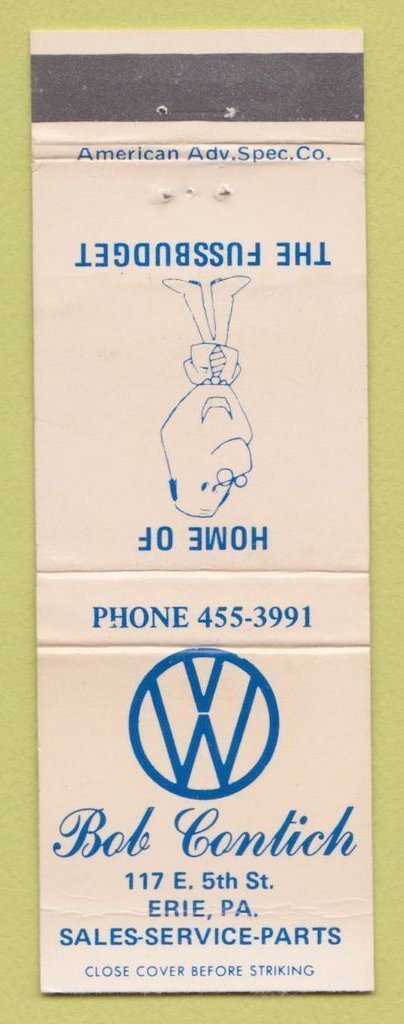 American Adv.Spec.Co.
HOME OF
THE FUSSBUDGET
PHONE 455-3991
VW
Bob Contich
117 E. 5th St.
ERIE, PA.
SALES-SERVICE-PARTS
CLOSE COVER BEFORE STRIKING